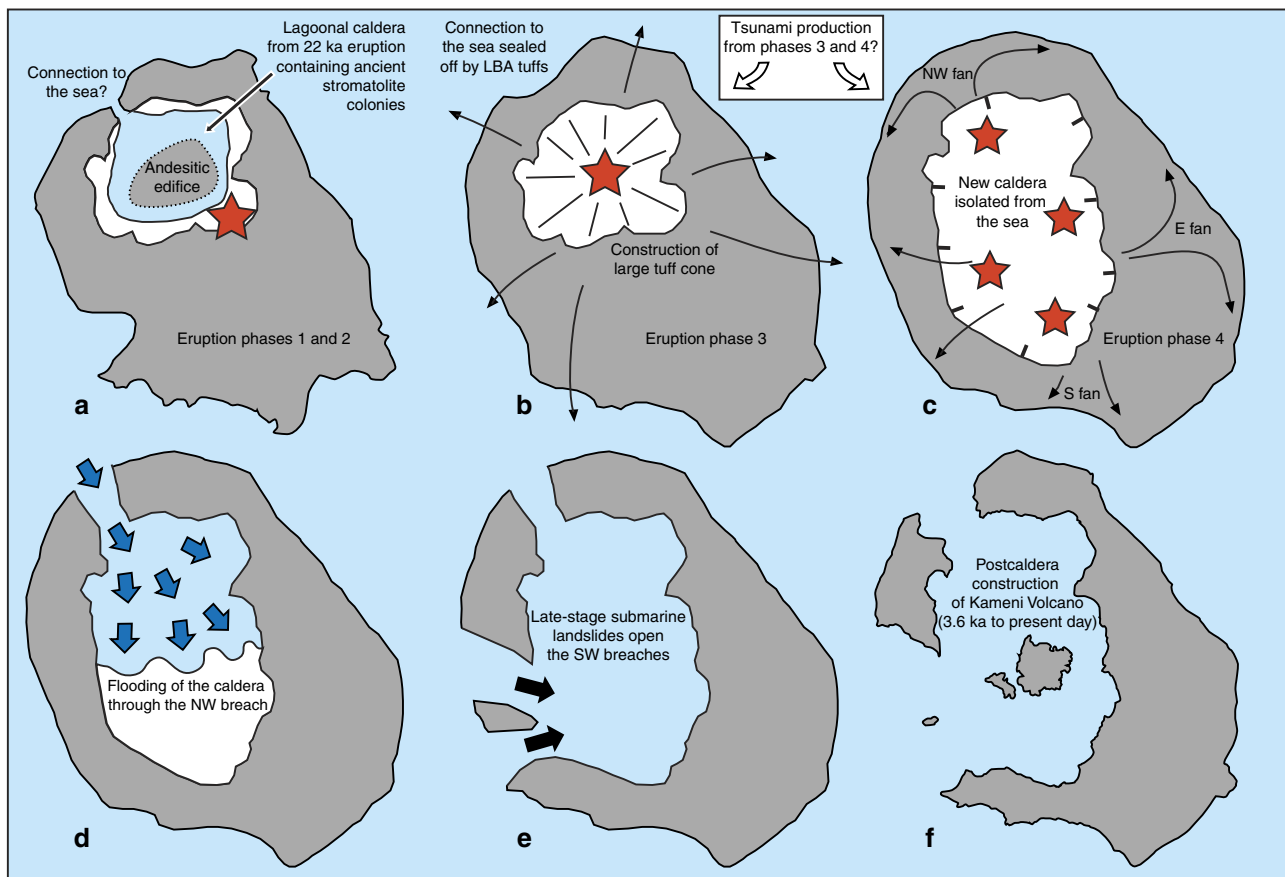 Connection to
the sea?
Lagoonal caldera
from 22 ka eruption
containing ancient
stromatolite
colonies
Andesitic
edifice
Eruption phases 1 and 2
a
Connection to
the sea sealed
off by LBA tuffs
Construction of
large tuff cone
Eruption phase 3
b
Tsunami production
from phases 3 and 4?
NW fan
New caldera
isolated from
the sea
E fan
Eruption phase 4
S fan
c
Flooding of the caldera
through the NW breach
d
Late-stage submarine
landslides open
the SW breaches
e
Postcaldera
construction
of Kameni Volcano
(3.6 ka to present day)
f